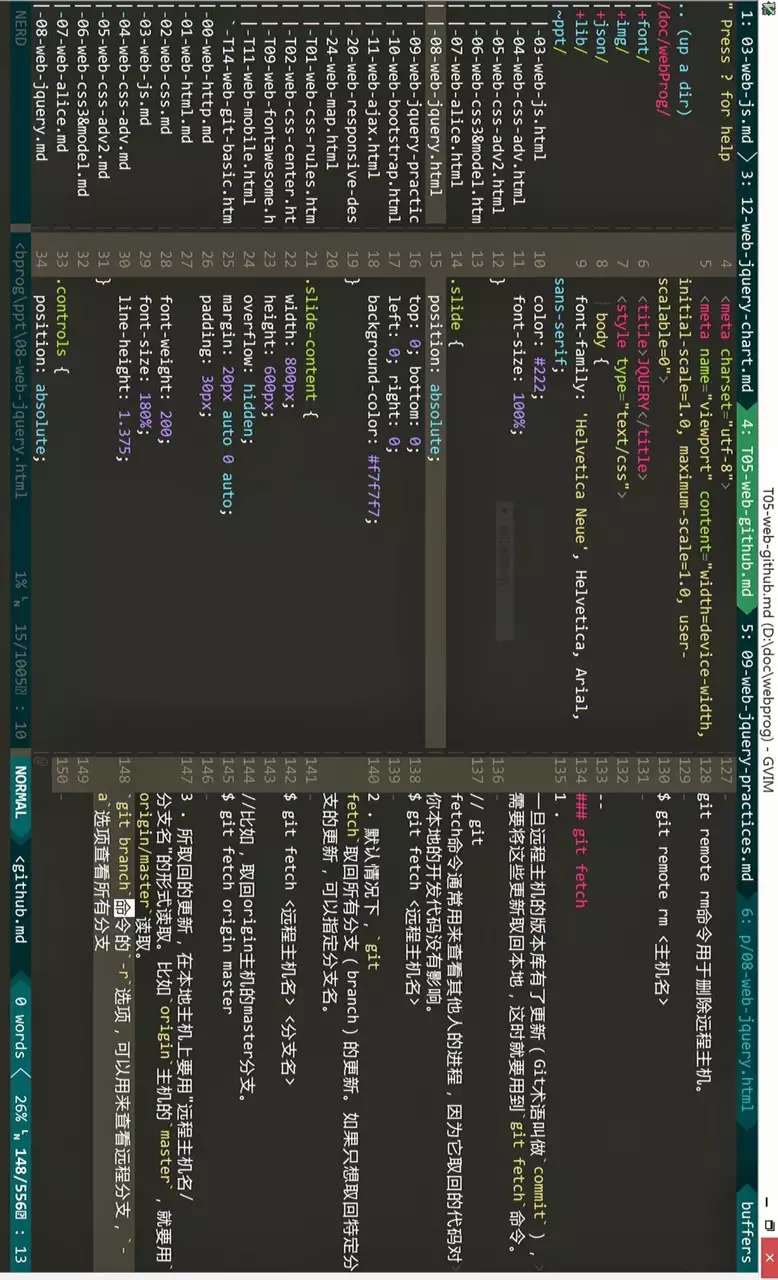 T05-web-github.md (D:\doc\webprog) - GVIM
1: 03-web-js.md
3: 12-web-jquery-chart.md
4: T05-web-github.md
5: 09-web-jquery-practices.md
6: p/08-web-jquery.html
buffers
" Press ? for help
.. (up a dir)
/doc/webProg/
+font/
+img/
+json/
+lib/
~ppt/
|-03-web-js.html
|-04-web-css-adv.html
|-05-web-css-adv2.html
|-06-web-css3&model.htm
|-07-web-alice.html
|-08-web-jquery.html
|-09-web-jquery-practic
|-10-web-bootstrap.html
|-11-web-ajax.html
|-20-web-responsive-des
|-24-web-map.html
|-T01-web-css-rules.htm
|-T02-web-css-center.ht
|-T09-web-fontawesome.h
|-T11-web-mobile.html
|`T14-web-git-basic.htm
|-00-web-http.md
|-01-web-html.md
|-02-web-css.md
|-03-web-js.md
|-04-web-css-adv.md
|-05-web-css-adv2.md
|-06-web-css3&model.md
|-07-web-alice.md
|-08-web-jquery.md
NERD
4 <meta charset="utf-8">
5 <meta name="viewport" content="width=device-width,
initial-scale=1.0, maximum-scale=1.0, user-
scalable=0">
6 <title>JQUERY</title>
7 <style type="text/css">
8 body {
9 font-family: 'Helvetica Neue', Helvetica, Arial,
sans-serif;
10 color: #222;
11 font-size: 100%;
12 }
13
14 .slide {
15 position: absolute;
16 top: 0; bottom: 0;
17 left: 0; right: 0;
18 background-color: #f7f7f7;
19 }
20
21 .slide-content {
22 width: 800px;
23 height: 600px;
24 overflow: hidden;
25 margin: 20px auto 0 auto;
26 padding: 30px;
27
28 font-weight: 200;
29 font-size: 180%;
30 line-height: 1.375;
31 }
32
33 .controls {
34 position: absolute;
<bprog\ppt\08-web-jquery.html 1% 15/1005 : 10
127 git remote rm命令用于删除远程主机。
128
129
130 $ git remote rm <主机名>
131
132
133 --
134 ### git fetch
135 1.
136 一旦远程主机的版本库有了更新（Git术语叫做`commit`），
需要将这些更新取回本地，这时就要用到`git fetch`命令。
137 // git
fetch命令通常用来查看其他人的进程，因为它取回的代码对
你本地的开发代码没有影响。
138 $ git fetch <远程主机名>
139
140 2. 默认情况下，`git
fetch`取回所有分支（branch）的更新。如果只想取回特定分
支的更新，可以指定分支名。
141
142 $ git fetch <远程主机名> <分支名>
143
144 //比如，取回origin主机的master分支。
145 $ git fetch origin master
146
147 3. 所取回的更新，在本地主机上要用"远程主机名/
分支名"的形式读取。比如`origin`主机的`master`，就要用`
origin/master`读取。
148 `git branch`命令的`-r`选项，可以用来查看远程分支，`-
a`选项查看所有分支
149
150
NORMAL <github.md 0 words 26% 148/556 : 13